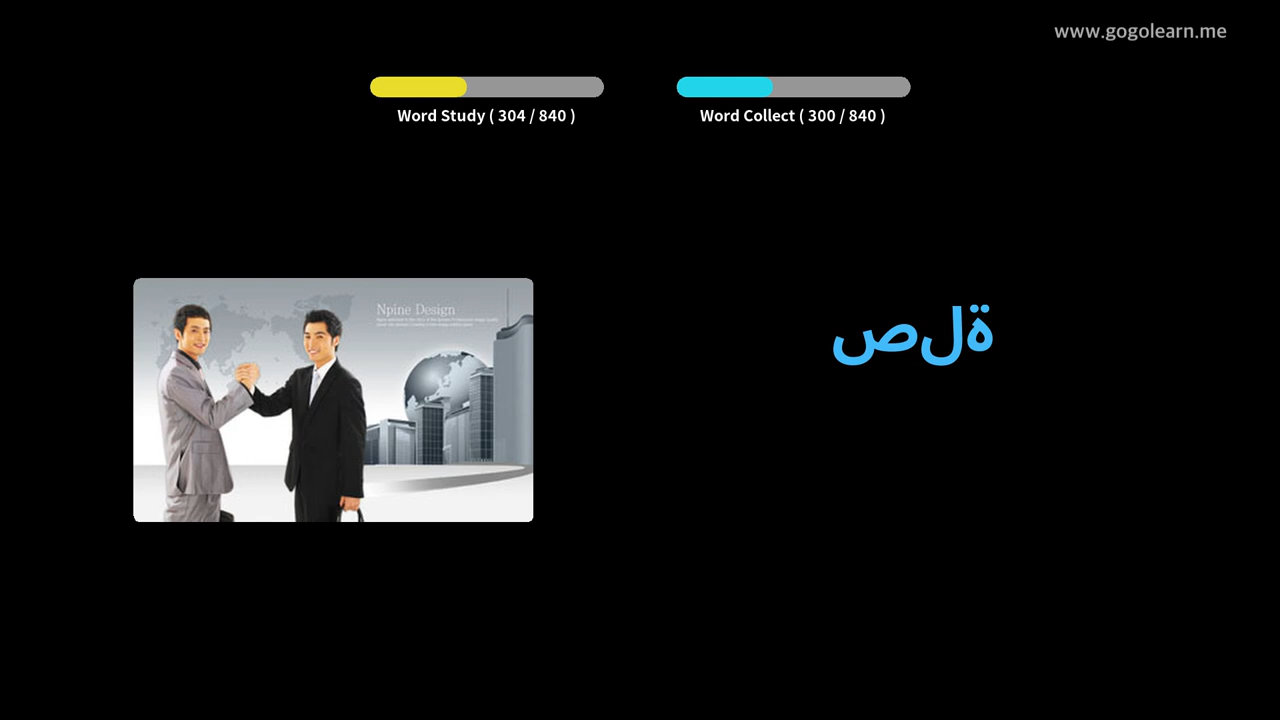 www.gogolearn.me
Word Study ( 304 / 840 )
Word Collect ( 300 / 840 )
Npine Design
صلة